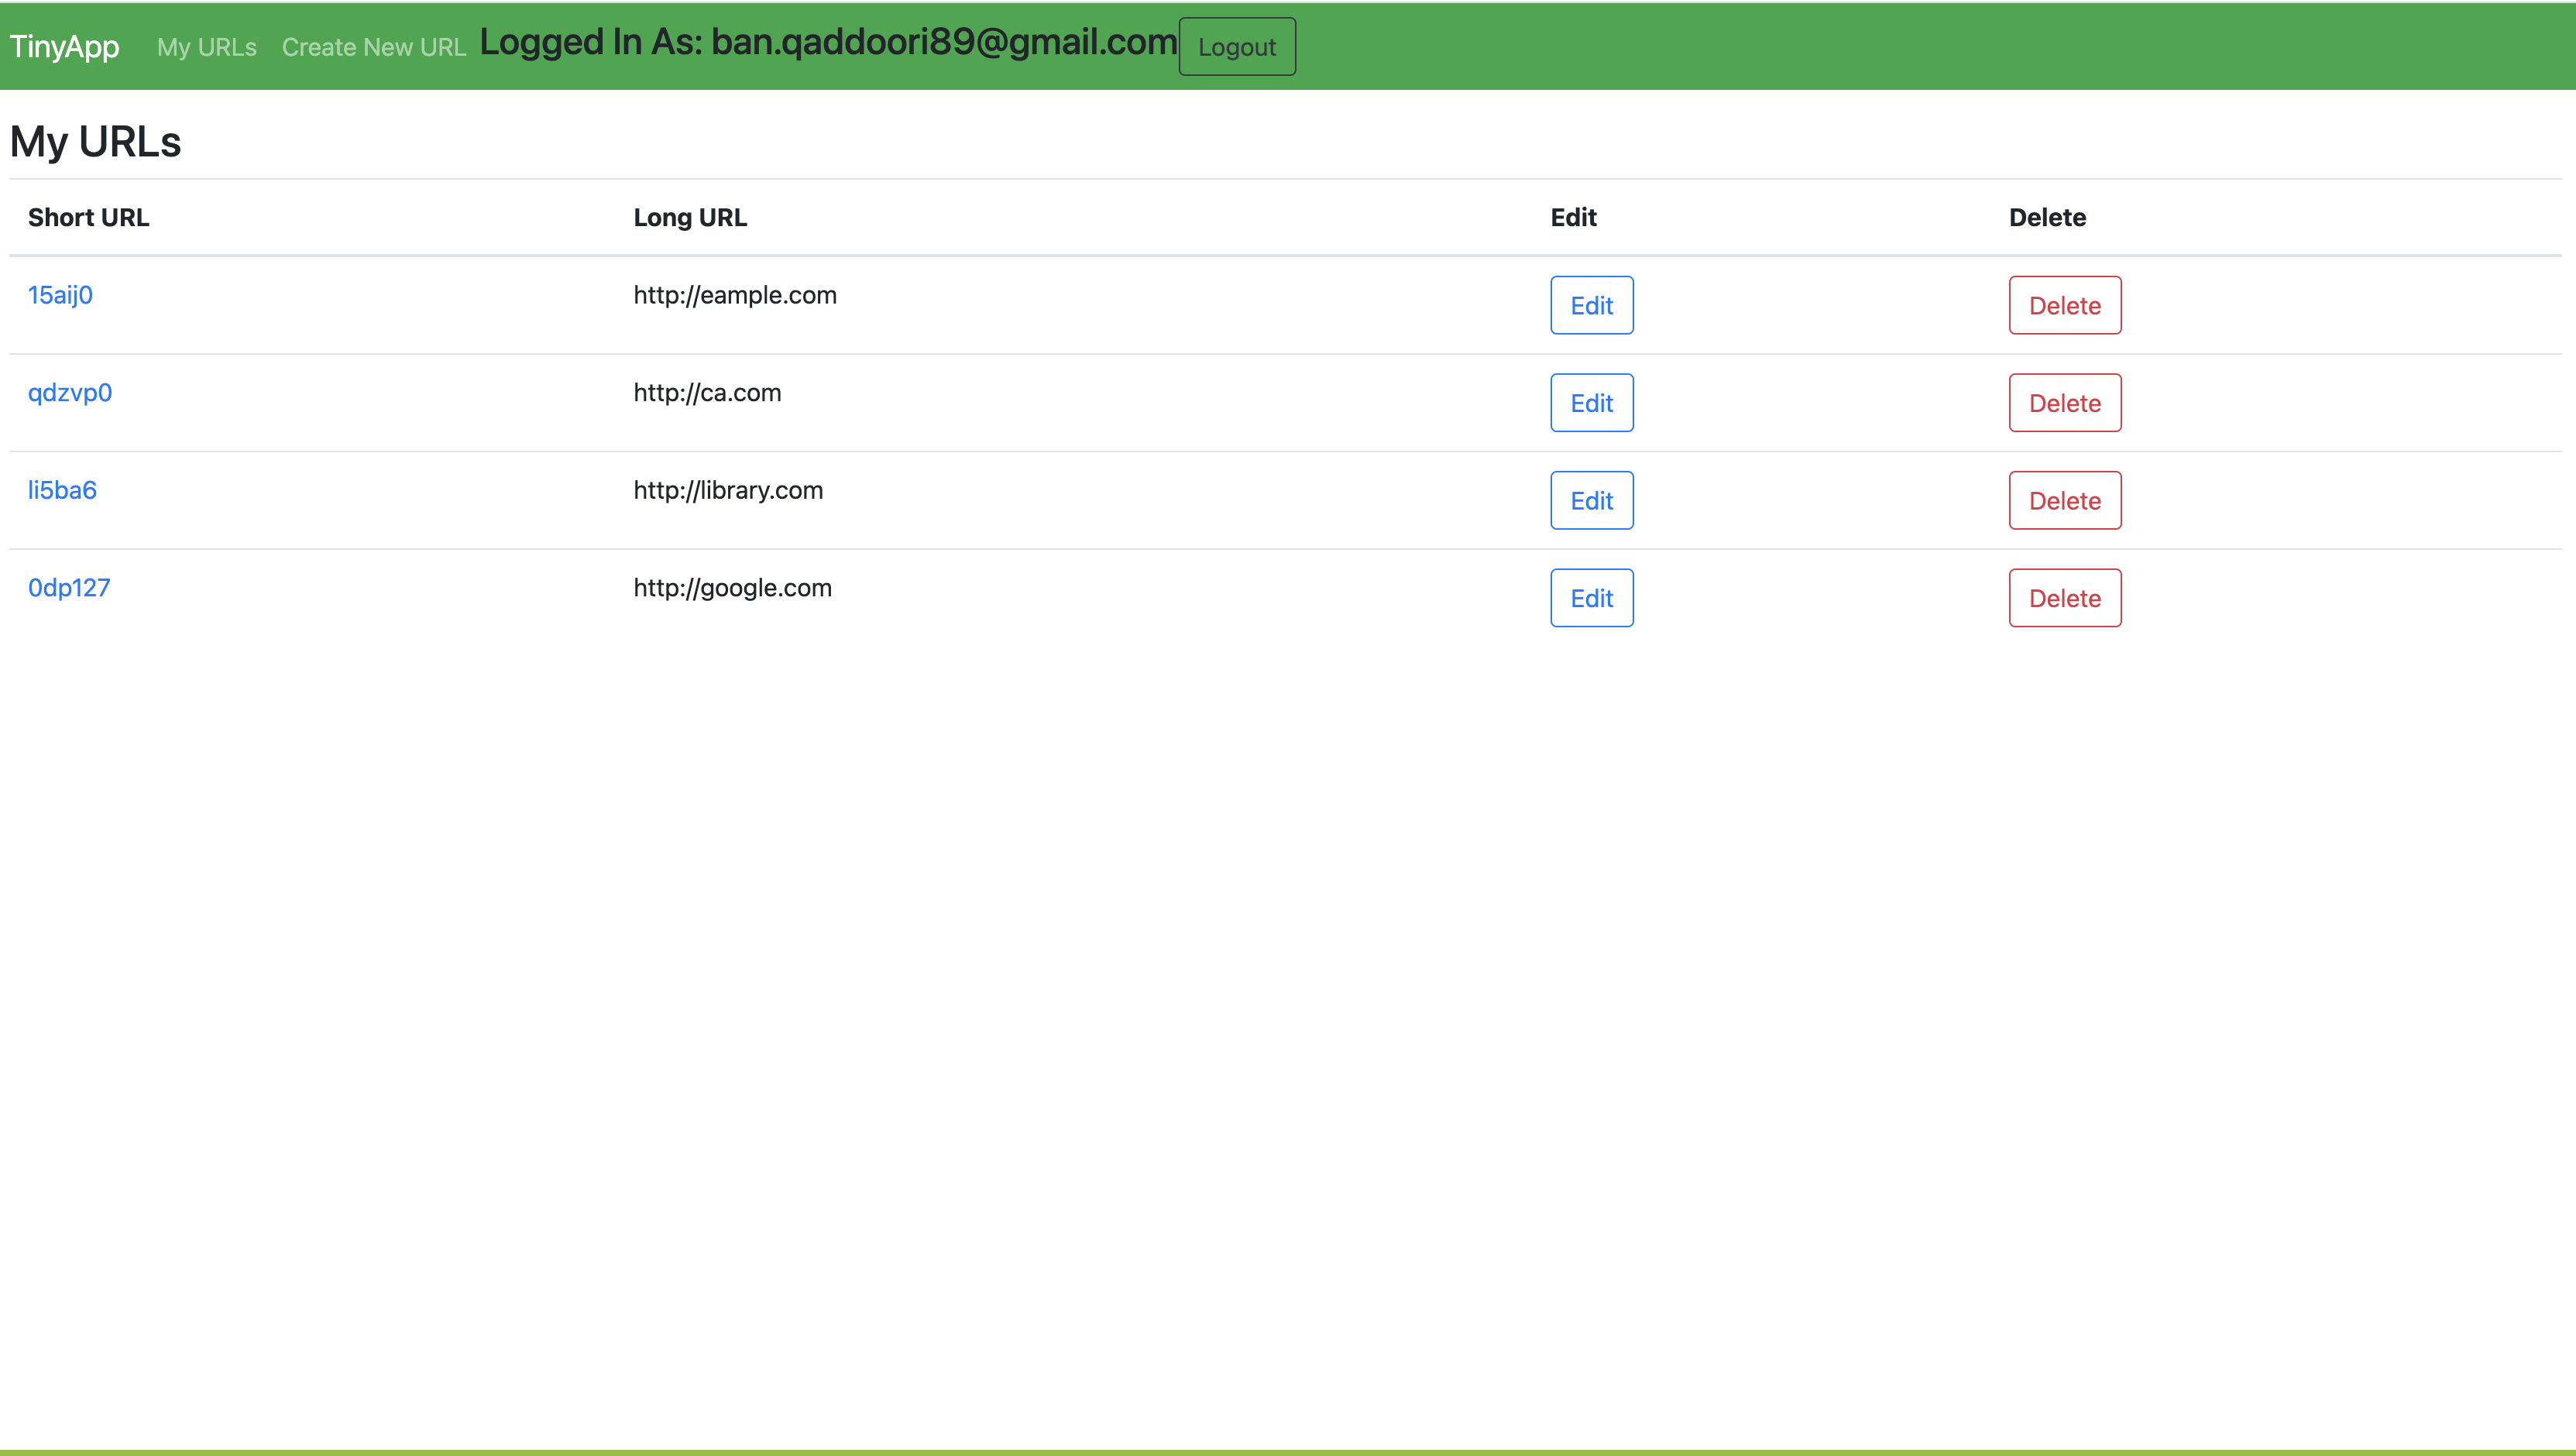 TinyApp My URLs Create New URL Logged In As: ban.qaddoori89@gmail.com Logout
My URLs
Short URL Long URL Edit Delete
15aij0 http://eample.com Edit Delete
qdzvp0 http://ca.com Edit Delete
li5ba6 http://library.com Edit Delete
0dp127 http://google.com Edit Delete